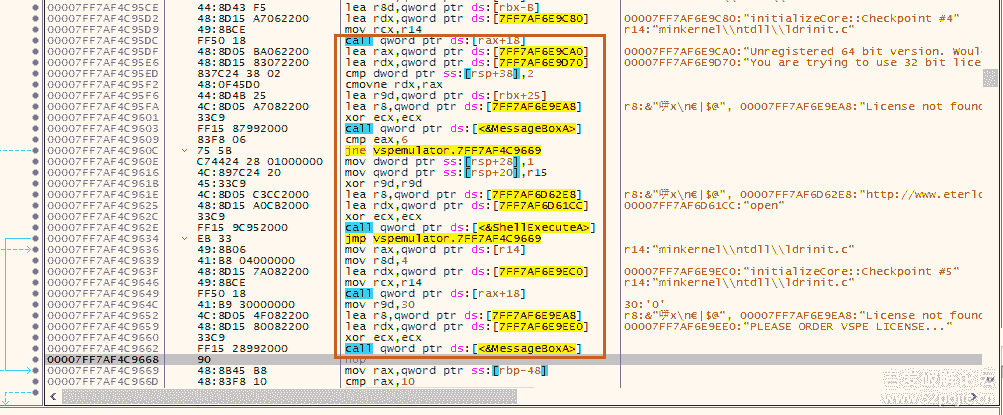 00007FF7AF4C95CE 44:8D43 F5 lea r8d,qword ptr ds:[rbx-B]
00007FF7AF4C95D2 48:8D15 A7062200 lea rdx,qword ptr ds:[7FF7AF6E9C80] 00007FF7AF6E9C80:"initializeCore::Checkpoint #4"
00007FF7AF4C95D9 49:8BCE mov rcx,r14 r14:"minkernel\\ntdll\\ldrinit.c"
00007FF7AF4C95DC FF50 18 call qword ptr ds:[rax+18]
00007FF7AF4C95DF 48:8D05 BA062200 lea rax,qword ptr ds:[7FF7AF6E9CA0] 00007FF7AF6E9CA0:"Unregistered 64 bit version. Woul
00007FF7AF4C95E6 48:8D15 83072200 lea rdx,qword ptr ds:[7FF7AF6E9D70] 00007FF7AF6E9D70:"You are trying to use 32 bit lice
00007FF7AF4C95ED 837C24 38 02 cmp dword ptr ss:[rsp+38],2
00007FF7AF4C95F2 48:0F45D0 cmovne rdx,rax
00007FF7AF4C95F6 44:8D4B 25 lea r9d,qword ptr ds:[rbx+25]
00007FF7AF4C95FA 4C:8D05 A7082200 lea r8,qword ptr ds:[7FF7AF6E9EA8] 00007FF7AF6E9EA8:"License not foun
00007FF7AF4C9601 33C9 xor ecx,ecx
00007FF7AF4C9603 FF15 87992000 call qword ptr ds:[<&MessageBoxA>]
00007FF7AF4C9609 83F8 06 cmp eax,6
00007FF7AF4C960C 75 5B jne vspemulator.7FF7AF4C9669
00007FF7AF4C960E C74424 28 01000000 mov dword ptr ss:[rsp+28],1
00007FF7AF4C9616 4C:897C24 20 mov qword ptr ss:[rsp+20],r15
00007FF7AF4C961B 45:33C9 xor r9d,r9d
00007FF7AF4C961E 4C:8D05 C3CC2000 lea r8,qword ptr ds:[7FF7AF6D62E8] 00007FF7AF6D62E8:"http://www.eterlo
00007FF7AF4C9625 48:8D15 A0CB2000 lea rdx,qword ptr ds:[7FF7AF6D61CC] 00007FF7AF6D61CC:"open"
00007FF7AF4C962C 33C9 xor ecx,ecx
00007FF7AF4C962E FF15 9C952000 call qword ptr ds:[<&ShellExecuteA>]
00007FF7AF4C9634 EB 33 jmp vspemulator.7FF7AF4C9669
00007FF7AF4C9636 49:8B06 mov rax,qword ptr ds:[r14] r14:"minkernel\\ntdll\\ldrinit.c"
00007FF7AF4C9639 41:B8 04000000 mov r8d,4
00007FF7AF4C963F 48:8D15 7A082200 lea rdx,qword ptr ds:[7FF7AF6E9EC0] 00007FF7AF6E9EC0:"initializeCore::Checkpoint #5"
00007FF7AF4C9646 49:8BCE mov rcx,r14 r14:"minkernel\\ntdll\\ldrinit.c"
00007FF7AF4C9649 FF50 18 call qword ptr ds:[rax+18]
00007FF7AF4C964C 41:B9 30000000 mov r9d,30 30:'0'
00007FF7AF4C9652 4C:8D05 4F082200 lea r8,qword ptr ds:[7FF7AF6E9EA8] 00007FF7AF6E9EA8:"License not foun
00007FF7AF4C9659 48:8D15 80082200 lea rdx,qword ptr ds:[7FF7AF6E9EE0] 00007FF7AF6E9EE0:"PLEASE ORDER VSPE LICENSE..."
00007FF7AF4C9662 FF15 28992000 call qword ptr ds:[<&MessageBoxA>]
00007FF7AF4C9668 90 nop
00007FF7AF4C9669 48:8B45 B8 mov rax,qword ptr ss:[rbp-48]
00007FF7AF4C966D 48:83F8 10 cmp rax,10
吾爱破解论坛
www.52pojie.cn